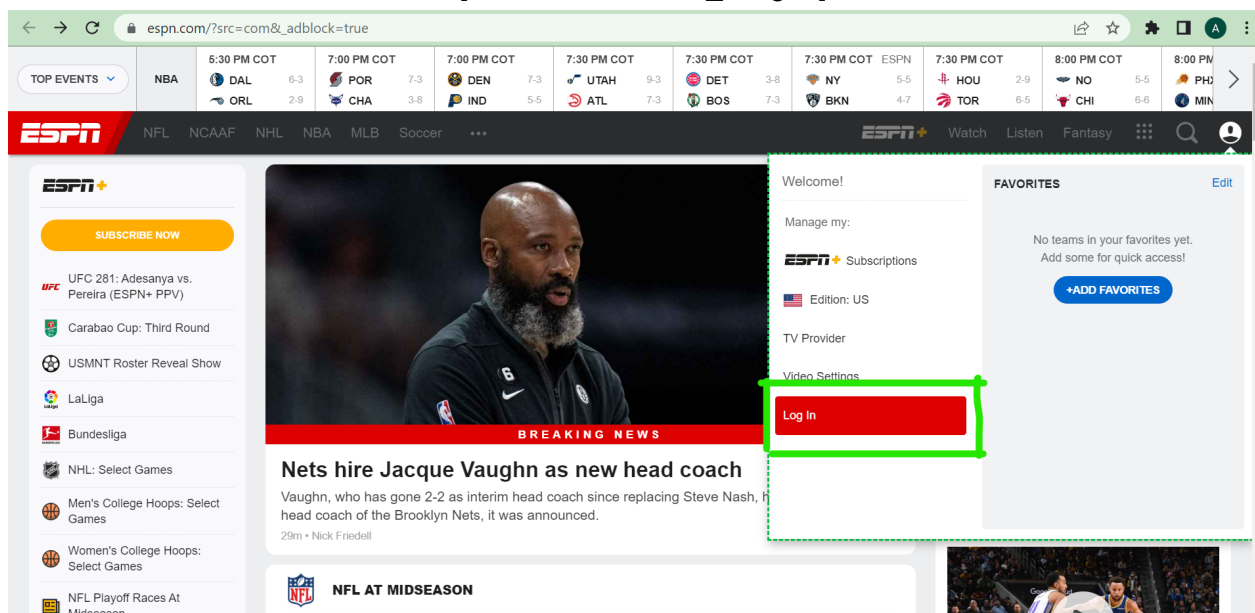 espn.com/?src=com&_adblock=true
A
TOP EVENTS
NBA
5:30 PM COT
DAL 6-3
ORL 2-9
7:00 PM COT
POR 7-3
CHA 3-8
7:00 PM COT
DEN 7-3
IND 5-5
7:30 PM COT
UTAH 9-3
ATL 7-3
7:30 PM COT
DET 3-8
BOS 7-3
7:30 PM COT ESPN
NY 5-5
BKN 4-7
7:30 PM COT
HOU 2-9
TOR 6-5
8:00 PM COT
NO 5-5
CHI 6-6
8:00 PM
PH
MIN
ESPN NFL NCAAF NHL NBA MLB Soccer ••• ESPN+ Watch Listen Fantasy
ESPN+
SUBSCRIBE NOW
UFC
UFC 281: Adesanya vs.
Pereira (ESPN+ PPV)
Carabao Cup: Third Round
USMNT Roster Reveal Show
LaLiga
Bundesliga
NHL: Select Games
Men's College Hoops: Select
Games
Women's College Hoops:
Select Games
NFL Playoff Races At
Midseason
6
BREAKING NEWS
Nets hire Jacque Vaughn as new head coach
Vaughn, who has gone 2-2 as interim head coach since replacing Steve Nash, h
head coach of the Brooklyn Nets, it was announced.
29m • Nick Friedell
NFL
NFL AT MIDSEASON
Welcome!
Manage my:
ESPN+ Subscriptions
Edition: US
TV Provider
Video Settings
Log In
FAVORITES
Edit
No teams in your favorites yet.
Add some for quick access!
+ADD FAVORITES